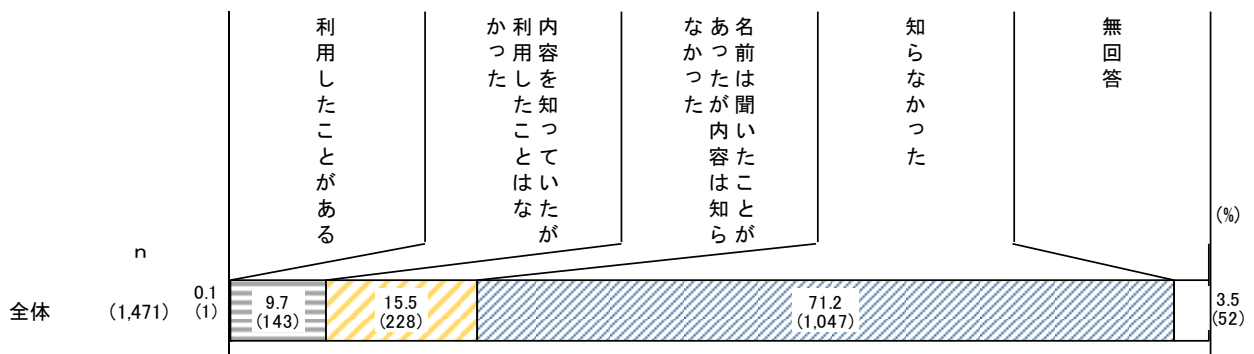 利用したことがある
内容を知っていたが
利用したことはな
かった
名前は聞いたことが
あったが内容は知ら
なかった
知らなかった
無回答
(%)
n
全体
(1,471)
0.1
(1)
9.7
(143)
15.5
(228)
71.2
(1,047)
3.5
(52)